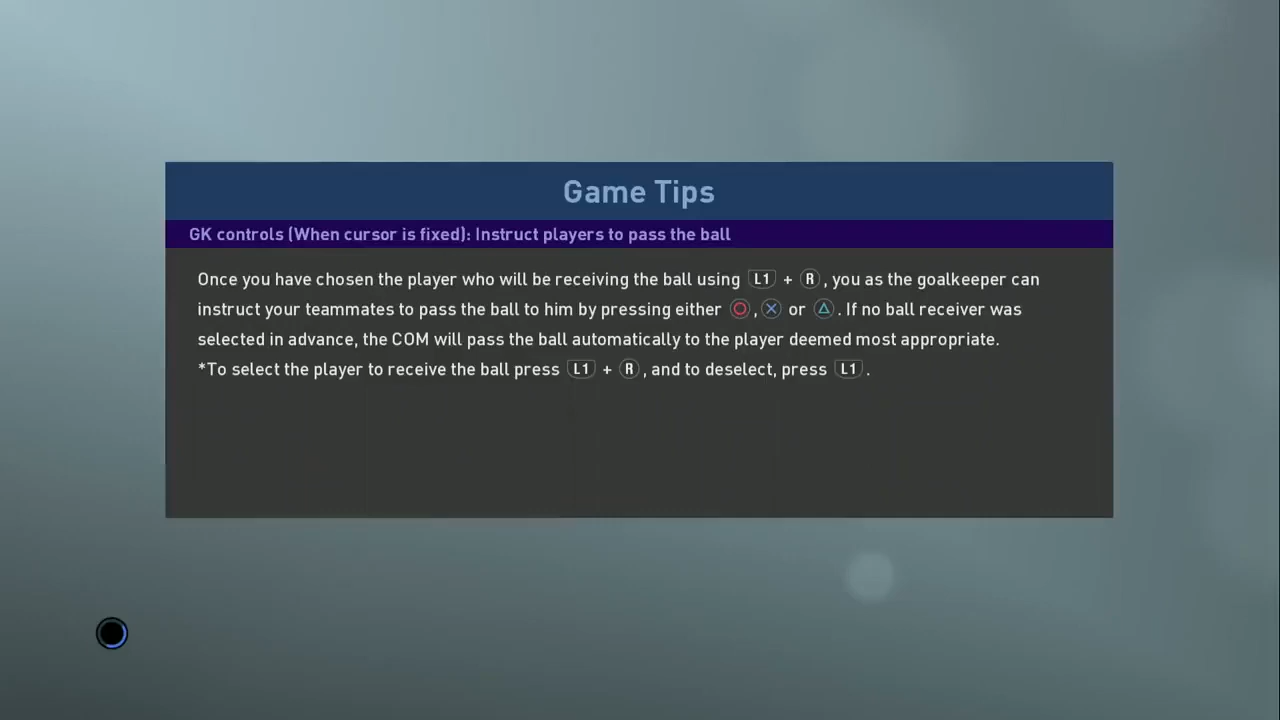 Game Tips
GK controls (When cursor is fixed): Instruct players to pass the ball
Once you have chosen the player who will be receiving the ball using L1 + R, you as the goalkeeper can
instruct your teammates to pass the ball to him by pressing either ○, ✕ or △. If no ball receiver was
selected in advance, the COM will pass the ball automatically to the player deemed most appropriate.
*To select the player to receive the ball press L1 + R, and to deselect, press L1.